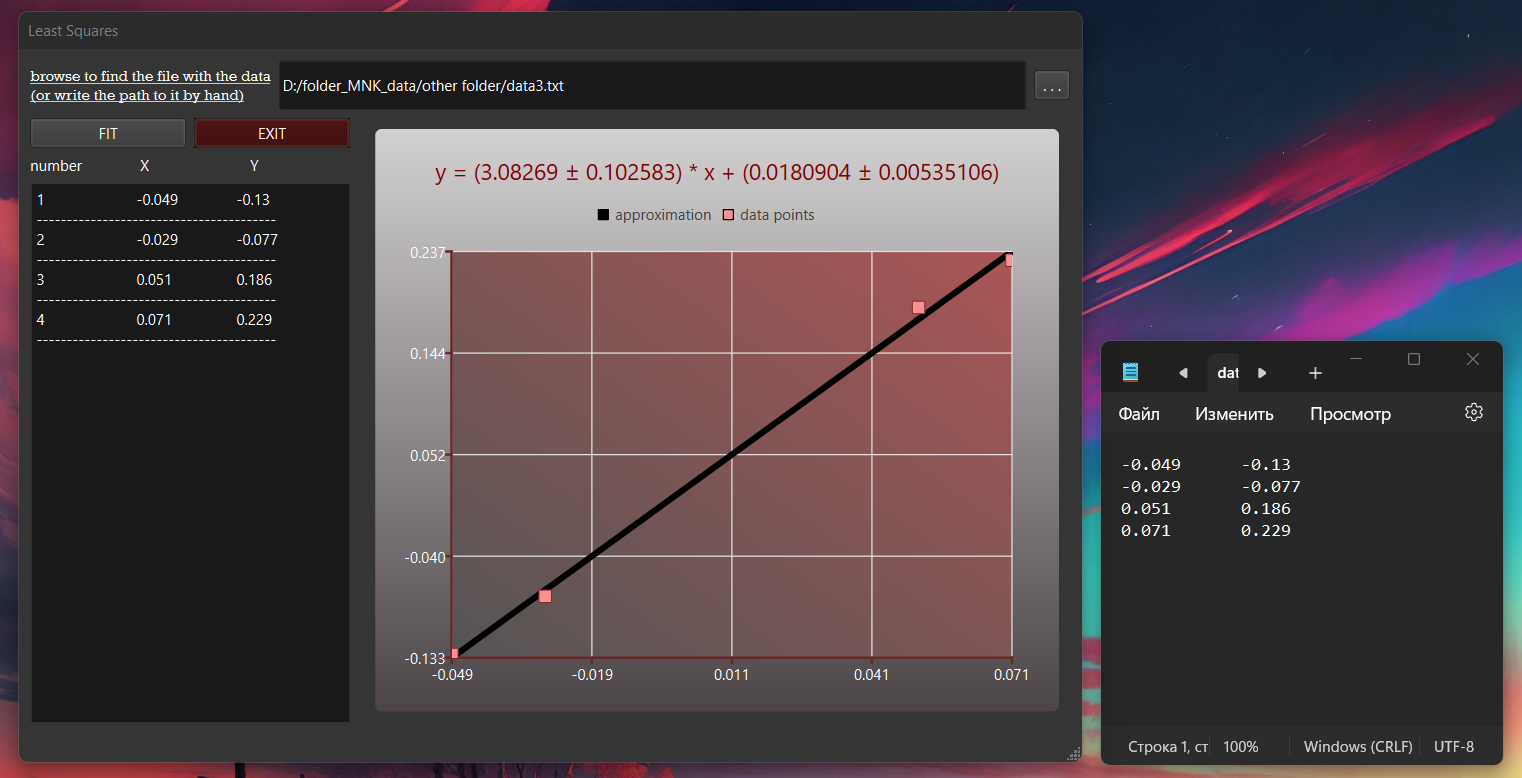 Least Squares
browse to find the file with the data
(or write the path to it by hand)
D:/folder_MNK_data/other folder/data3.txt
...
FIT
EXIT
number X Y
1 -0.049 -0.13
----------------------------------------
2 -0.029 -0.077
----------------------------------------
3 0.051 0.186
----------------------------------------
4 0.071 0.229
----------------------------------------
y = (3.08269 ± 0.102583) * x + (0.0180904 ± 0.00535106)
approximation data points
0.237
0.144
0.052
-0.040
-0.133
-0.049 -0.019 0.011 0.041 0.071
dat
Файл Изменить Просмотр
-0.049 -0.13
-0.029 -0.077
0.051 0.186
0.071 0.229
Строка 1, ст 100% Windows (CRLF) UTF-8